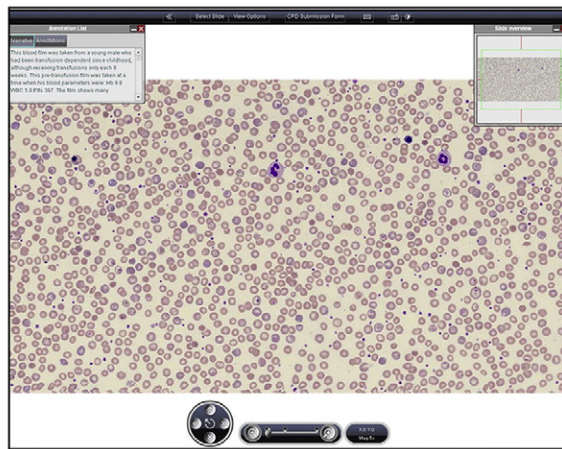 Annotation List
Slide overview
Select Slide
View Options
CPD Submission Form
Narrative
Annotations
This blood film was taken from a young male who
had been transfusion dependent since childhood,
although receiving transfusions only each 8
weeks. This pre-transfusion film was taken at a
time when his blood parameters were: Hb 9.8
WBC 5.8 Plts 367. The film shows many